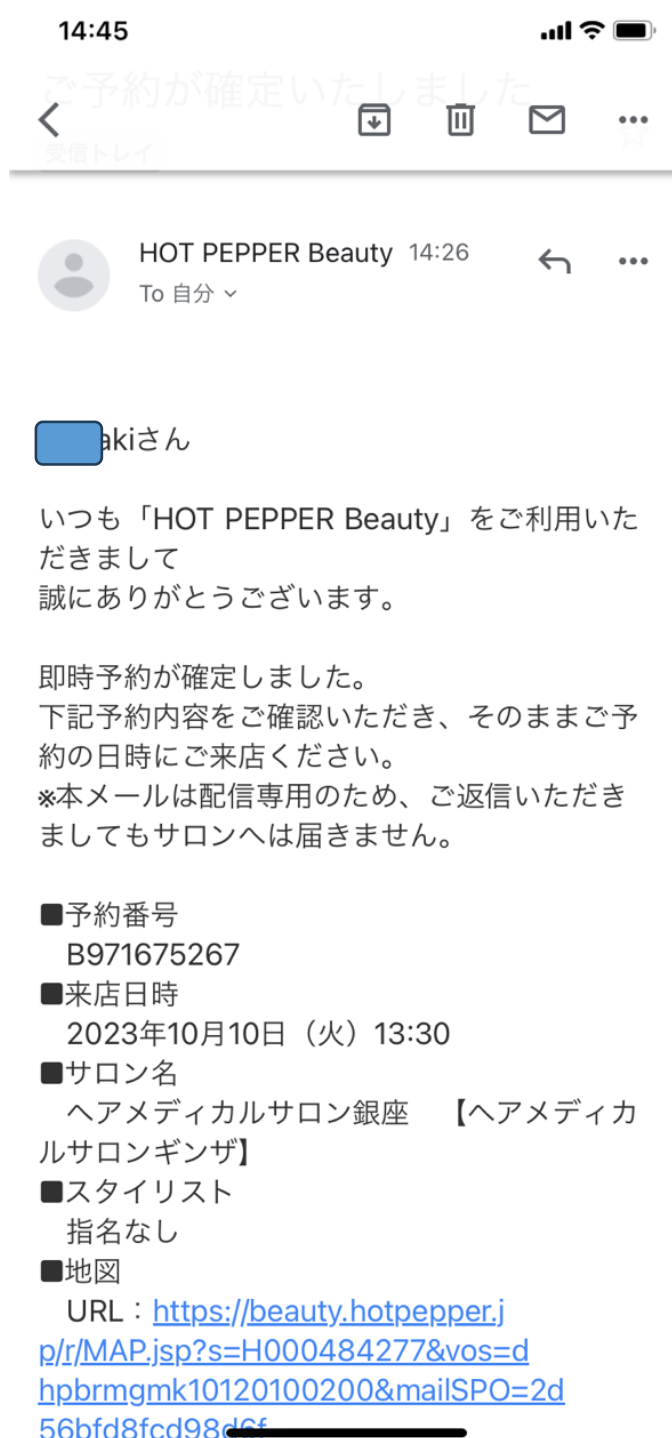 14:45
ご予約が確定いたしました
受信トレイ
HOT PEPPER Beauty 14:26
To 自分
akiさん
いつも「HOT PEPPER Beauty」をご利用いた
だきまして
誠にありがとうございます。
即時予約が確定しました。
下記予約内容をご確認いただき、そのままご予
約の日時にご来店ください。
※本メールは配信専用のため、ご返信いただき
ましてもサロンへは届きません。
■予約番号
B971675267
■来店日時
2023年10月10日（火）13:30
■サロン名
ヘアメディカルサロン銀座　【ヘアメディカ
ルサロンギンザ】
■スタイリスト
指名なし
■地図
URL：https://beauty.hotpepper.j
p/r/MAP.jsp?s=H000484277&vos=d
hpbrmgmk10120100200&mailSPO=2d
56bfd8fcd98d6f